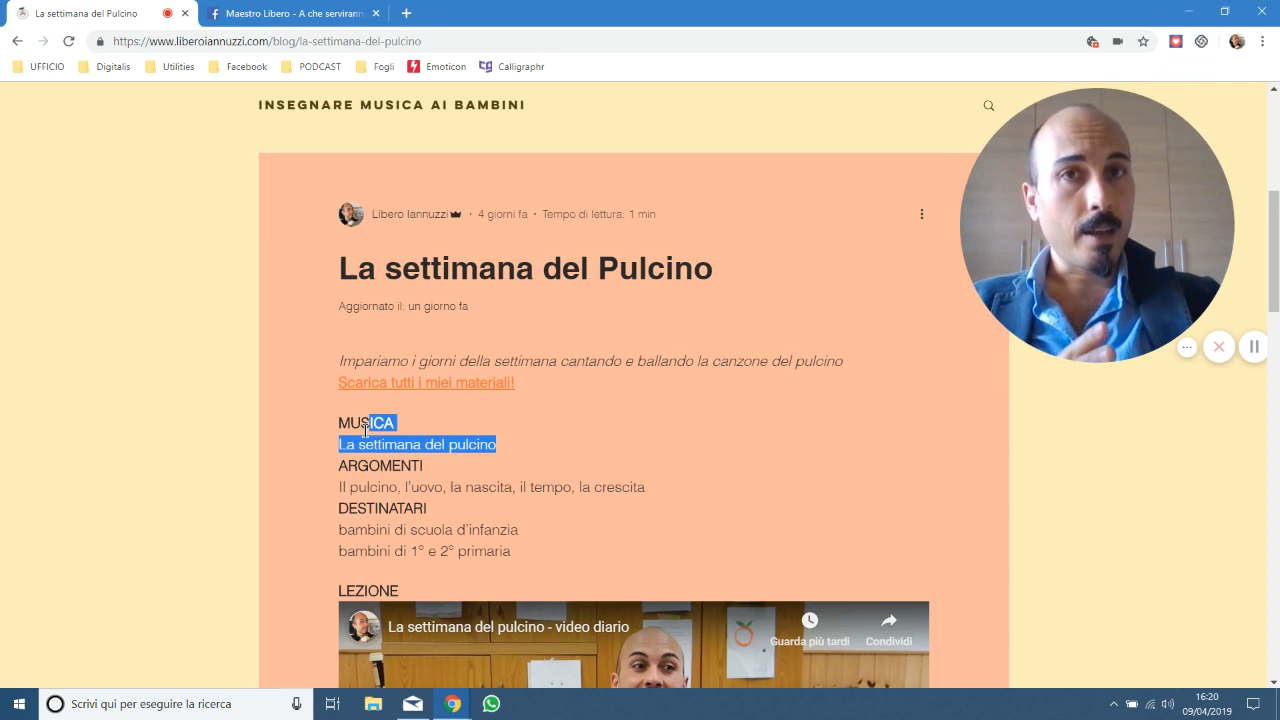 La settimana del Pulcino
Maestro Libero - A che serviranno
https://www.liberoiannuzzi.com/blog/la-settimana-del-pulcino
UFFICIO Digitalis Utilities Facebook PODCAST Fogli Emoticon Calligraphr
INSEGNARE MUSICA AI BAMBINI
Libero Iannuzzi · 4 giorni fa · Tempo di lettura: 1 min
La settimana del Pulcino
Aggiornato il: un giorno fa
Impariamo i giorni della settimana cantando e ballando la canzone del pulcino
Scarica tutti i miei materiali!
MUSICA
La settimana del pulcino
ARGOMENTI
Il pulcino, l'uovo, la nascita, il tempo, la crescita
DESTINATARI
bambini di scuola d'infanzia
bambini di 1° e 2° primaria
LEZIONE
La settimana del pulcino - video diario
Guarda più tardi Condividi
Scrivi qui per eseguire la ricerca
16:20
09/04/2019